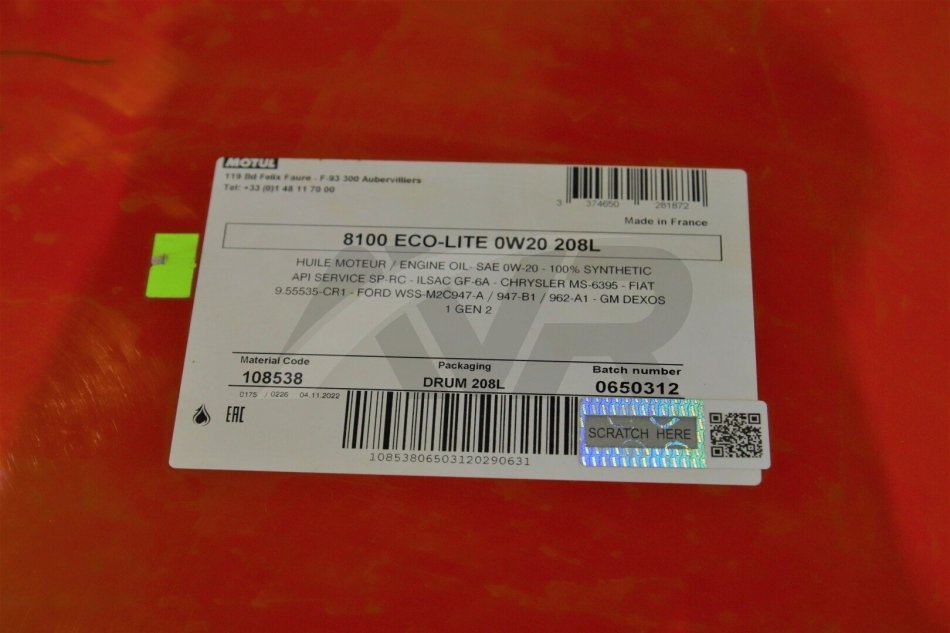 MOTUL
119 Bd Felix Faure - F-93 300 Aubervilliers
Tel: +33 (0)1 48 11 70 00
3 374650 281872
Made in France
8100 ECO-LITE 0W20 208L
HUILE MOTEUR / ENGINE OIL- SAE 0W-20 - 100% SYNTHETIC
API SERVICE SP-RC - ILSAC GF-6A - CHRYSLER MS-6395 - FIAT
9.55535-CR1 - FORD WSS-M2C947-A / 947-B1 / 962-A1 - GM DEXOS
1 GEN 2
Material Code
108538
Packaging
DRUM 208L
Batch number
0650312
0175 / 0226 04.11.2022
EAC
SCRATCH HERE
10853806503120290631
XVR